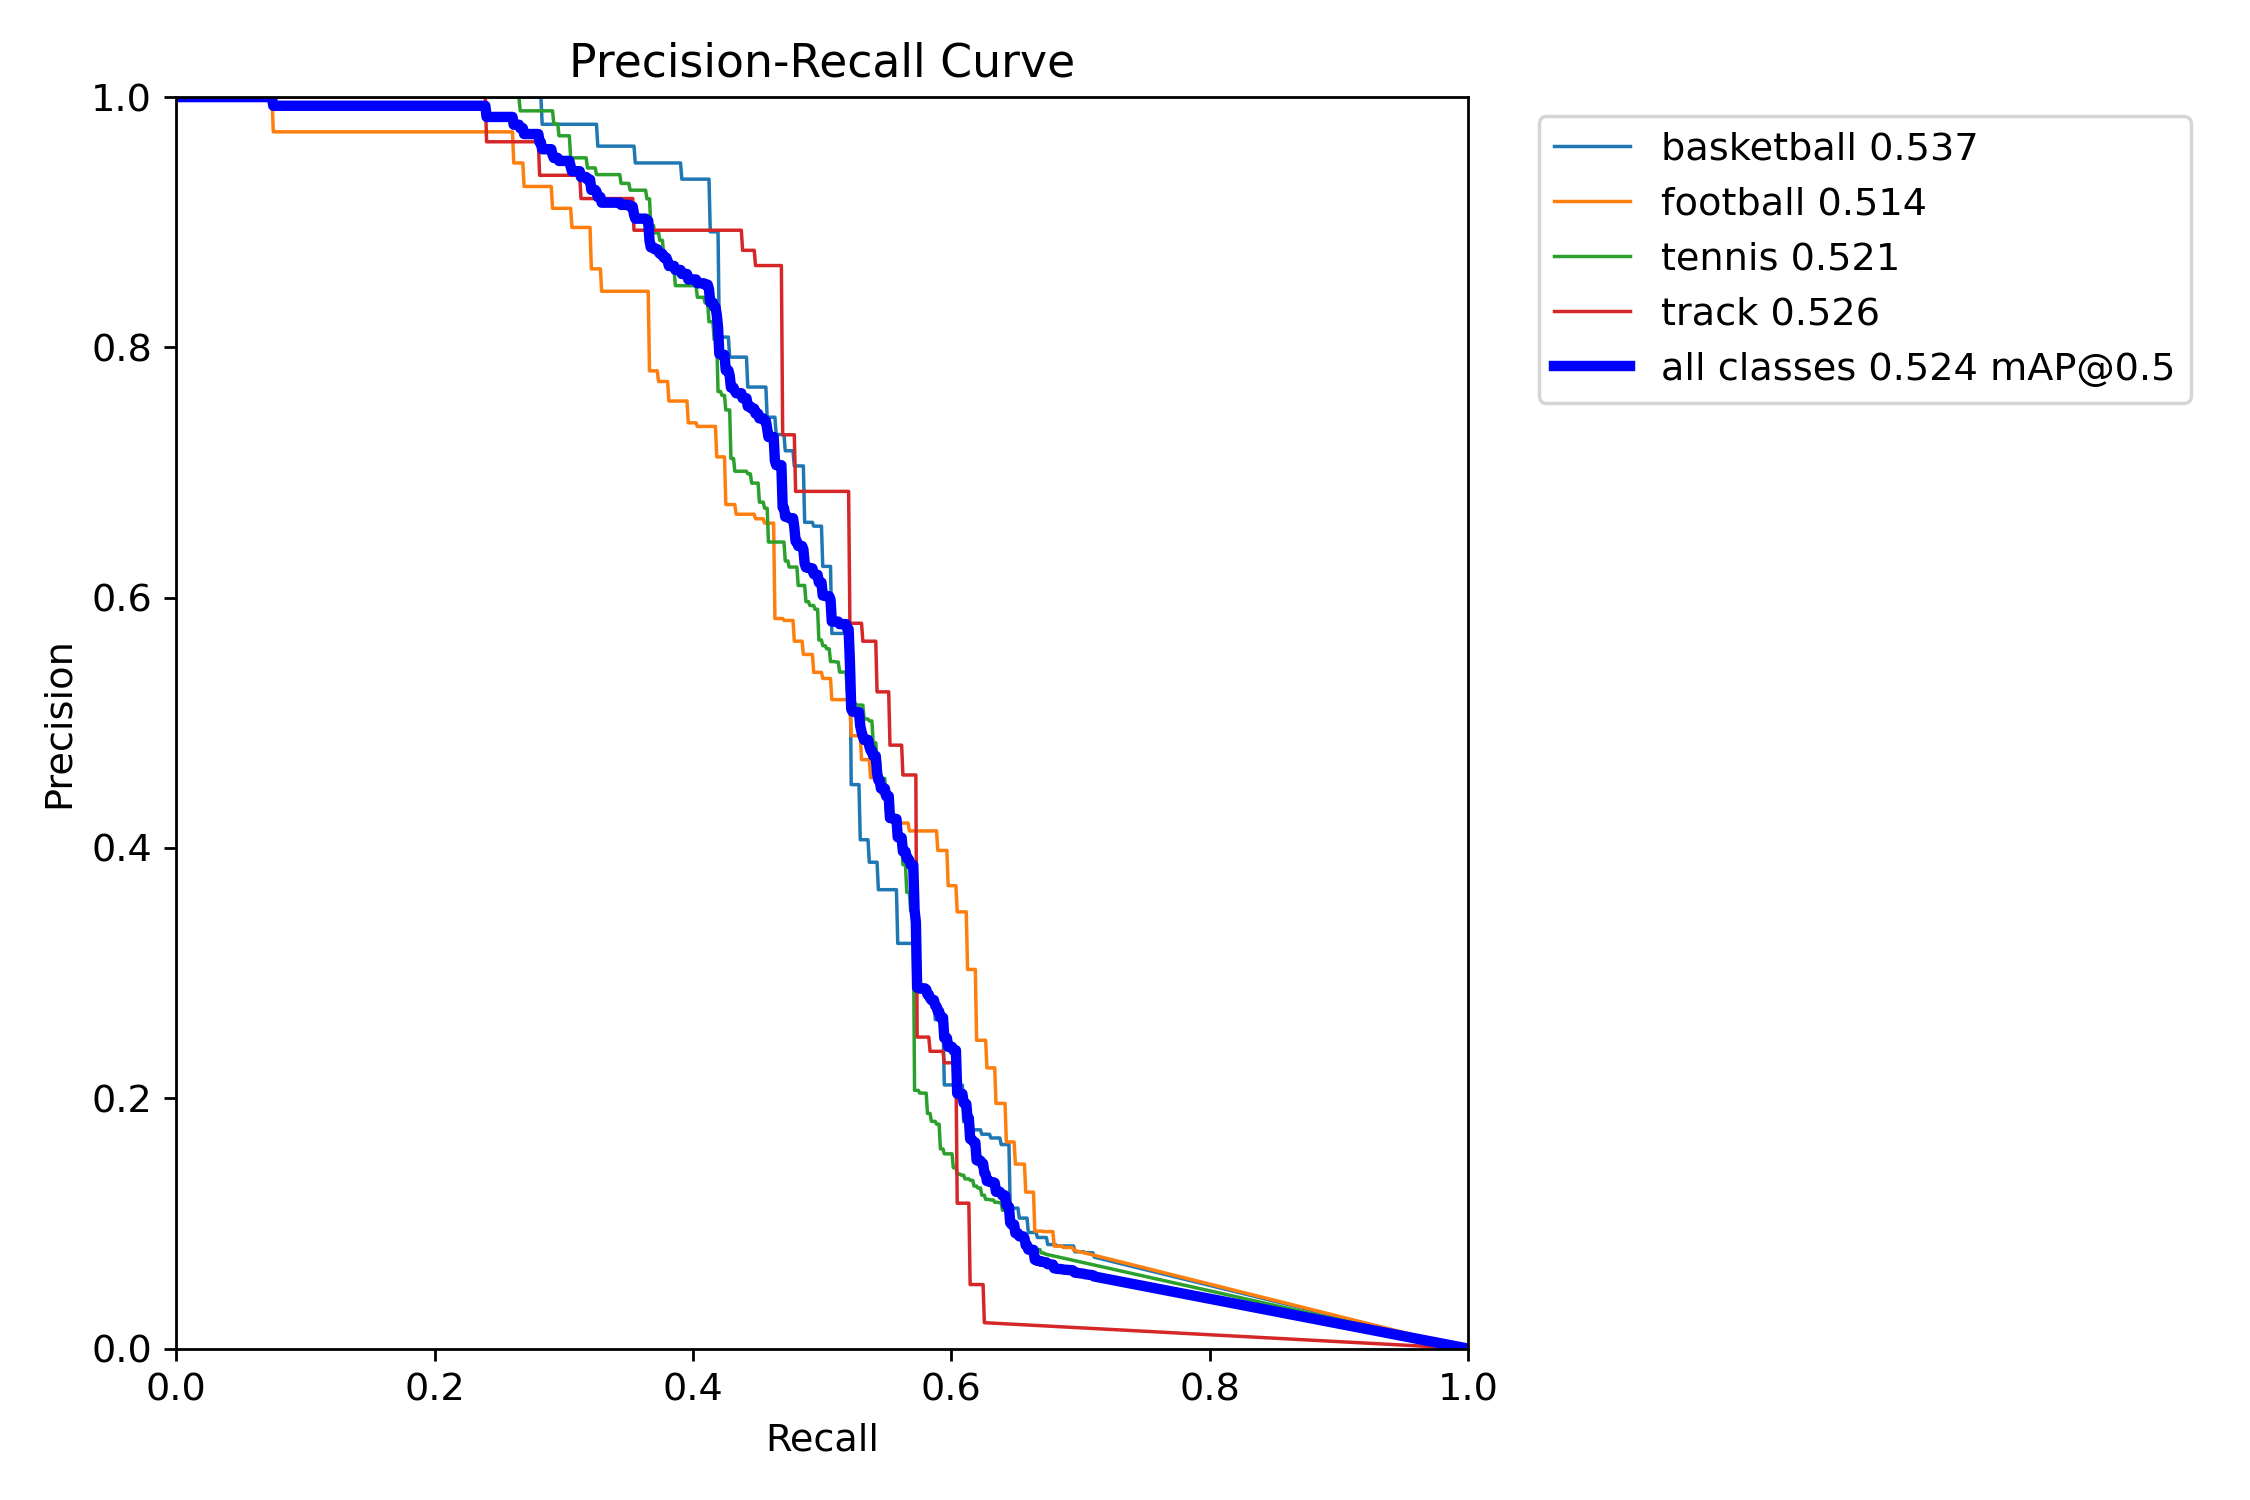 Precision-Recall Curve
1.0
0.8
0.6
0.4
0.2
0.0
Precision
0.0 0.2 0.4 0.6 0.8 1.0
Recall
basketball 0.537
football 0.514
tennis 0.521
track 0.526
all classes 0.524 mAP@0.5